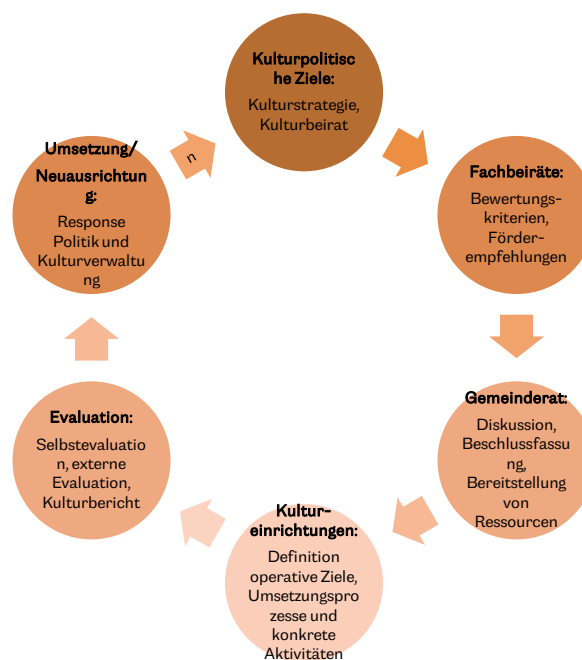 Kulturpolitisc
he Ziele:
Kulturstrategie,
Kulturbeirat
n
Fachbeiräte:
Bewertungs-
kriterien,
Förder-
empfehlungen
Gemeinderat:
Diskussion,
Beschlussfassu
ng,
Bereitstellung
von
Ressourcen
Kultur-
einrichtungen:
Definition
operative Ziele,
Umsetzungspro
zesse und
konkrete
Aktivitäten
Evaluation:
Selbstevaluatio
n, externe
Evaluation,
Kulturbericht
Umsetzung/
Neuausrichtun
g:
Response
Politik und
Kulturverwaltu
ng